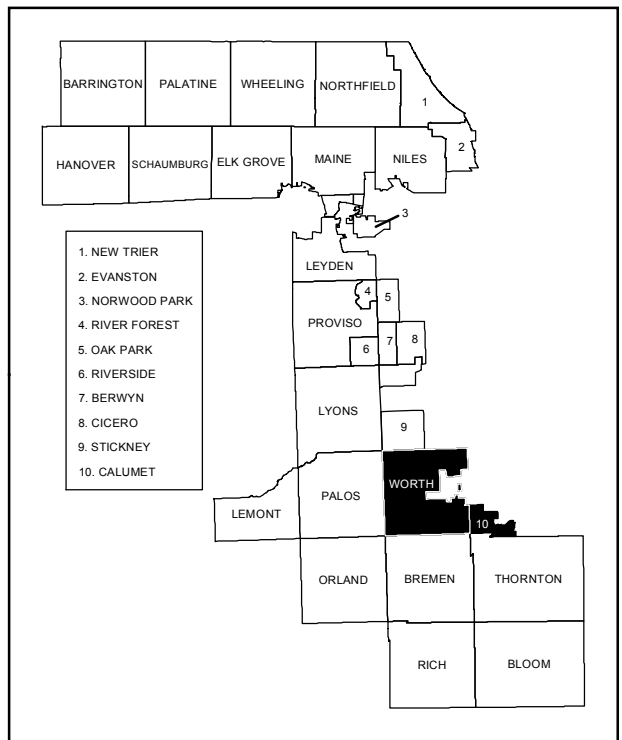 BARRINGTON PALATINE WHEELING NORTHFIELD
1
2
HANOVER SCHAUMBURG ELK GROVE MAINE NILES
3
1. NEW TRIER
2. EVANSTON
3. NORWOOD PARK
4. RIVER FOREST
5. OAK PARK
6. RIVERSIDE
7. BERWYN
8. CICERO
9. STICKNEY
10. CALUMET
LEYDEN
4
5
PROVISO
6
7
8
LYONS
9
WORTH
PALOS
LEMONT
10
ORLAND BREMEN THORNTON
RICH BLOOM